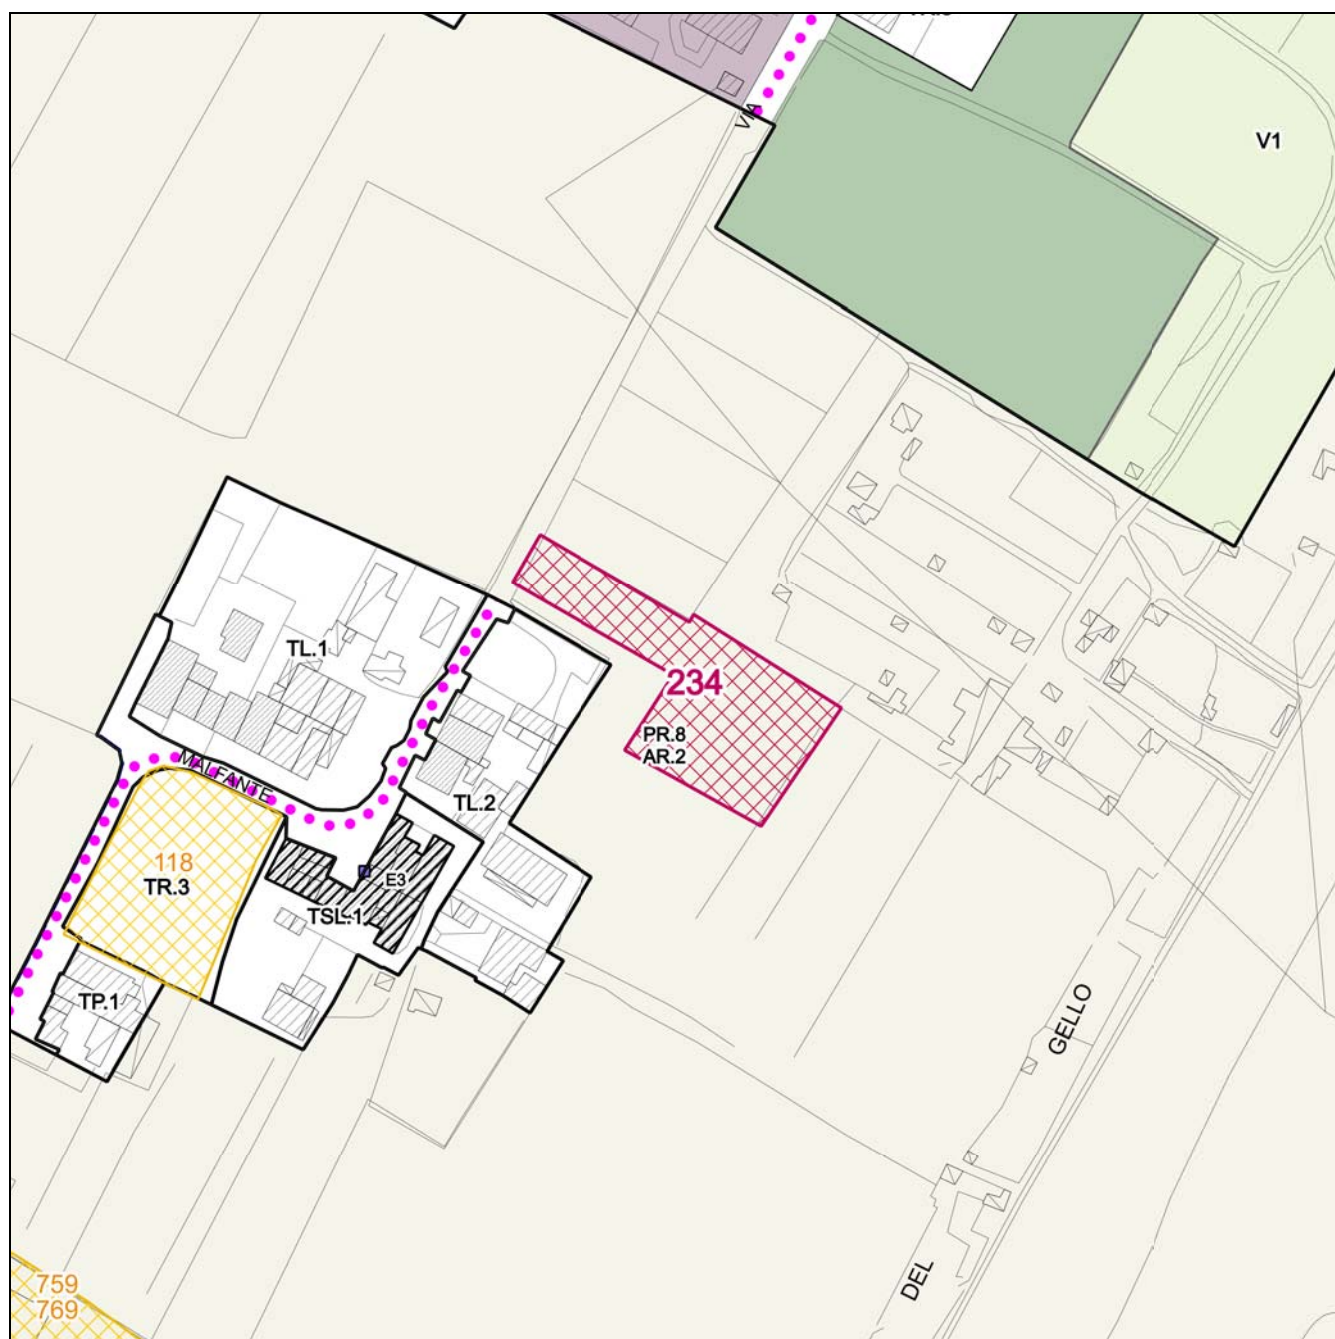 V1
VIA
TL.1
234
PR.8
AR.2
MALFANTE
TL.2
118
TR.3
E3
TSL.1
TP.1
GELLO
DEL
759
769